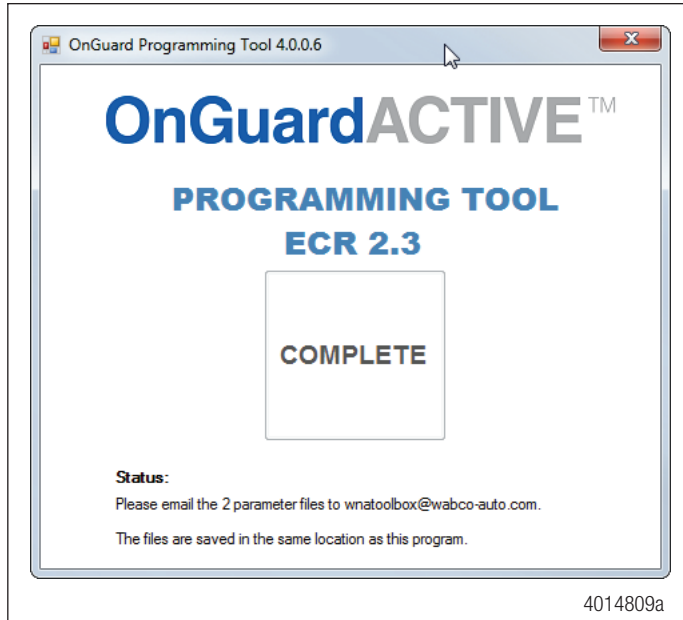 OnGuard Programming Tool 4.0.0.6
OnGuardACTIVE™
PROGRAMMING TOOL
ECR 2.3
COMPLETE
Status:
Please email the 2 parameter files to wnatoolbox@wabco-auto.com.
The files are saved in the same location as this program.
4014809a